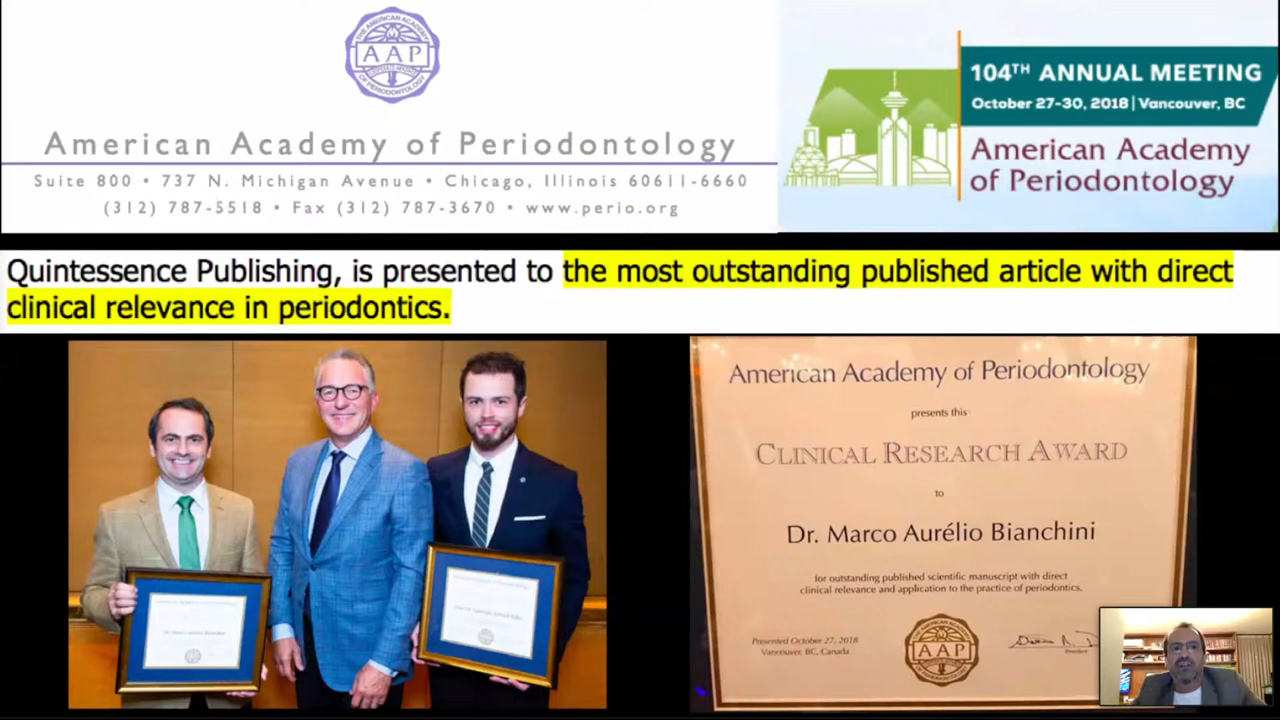 THE AMERICAN ACADEMY
AAP
OF PERIODONTOLOGY
American Academy of Periodontology
Suite 800 • 737 N. Michigan Avenue • Chicago, Illinois 60611-6660
(312) 787-5518 • Fax (312) 787-3670 • www.perio.org
104TH ANNUAL MEETING
October 27-30, 2018 | Vancouver, BC
American Academy
of Periodontology
Quintessence Publishing, is presented to the most outstanding published article with direct
clinical relevance in periodontics.
American Academy of Periodontology
presents this
CLINICAL RESEARCH AWARD
to
Dr. Marco Aurélio Bianchini
for outstanding published scientific manuscript with direct
clinical relevance and application to the practice of periodontics.
Presented October 27, 2018
Vancouver, BC, Canada
AAP
President